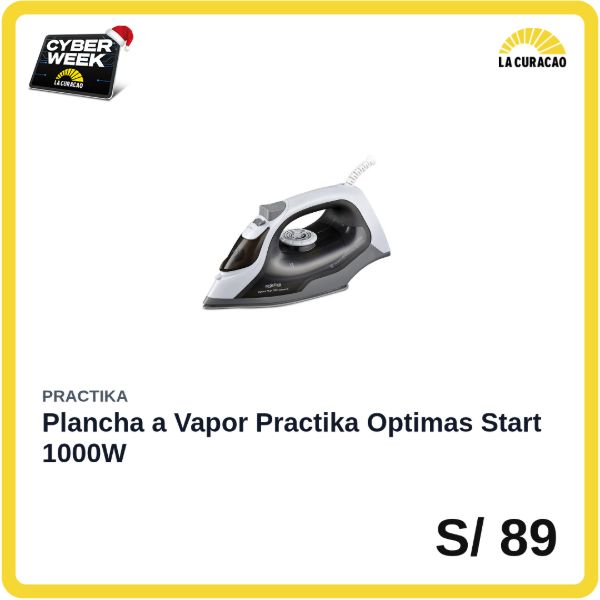 CYBER
WEEK
LA CURACAO
LA CURACAO
PRACTIKA
Plancha a Vapor Practika Optimas Start
1000W
S/ 89